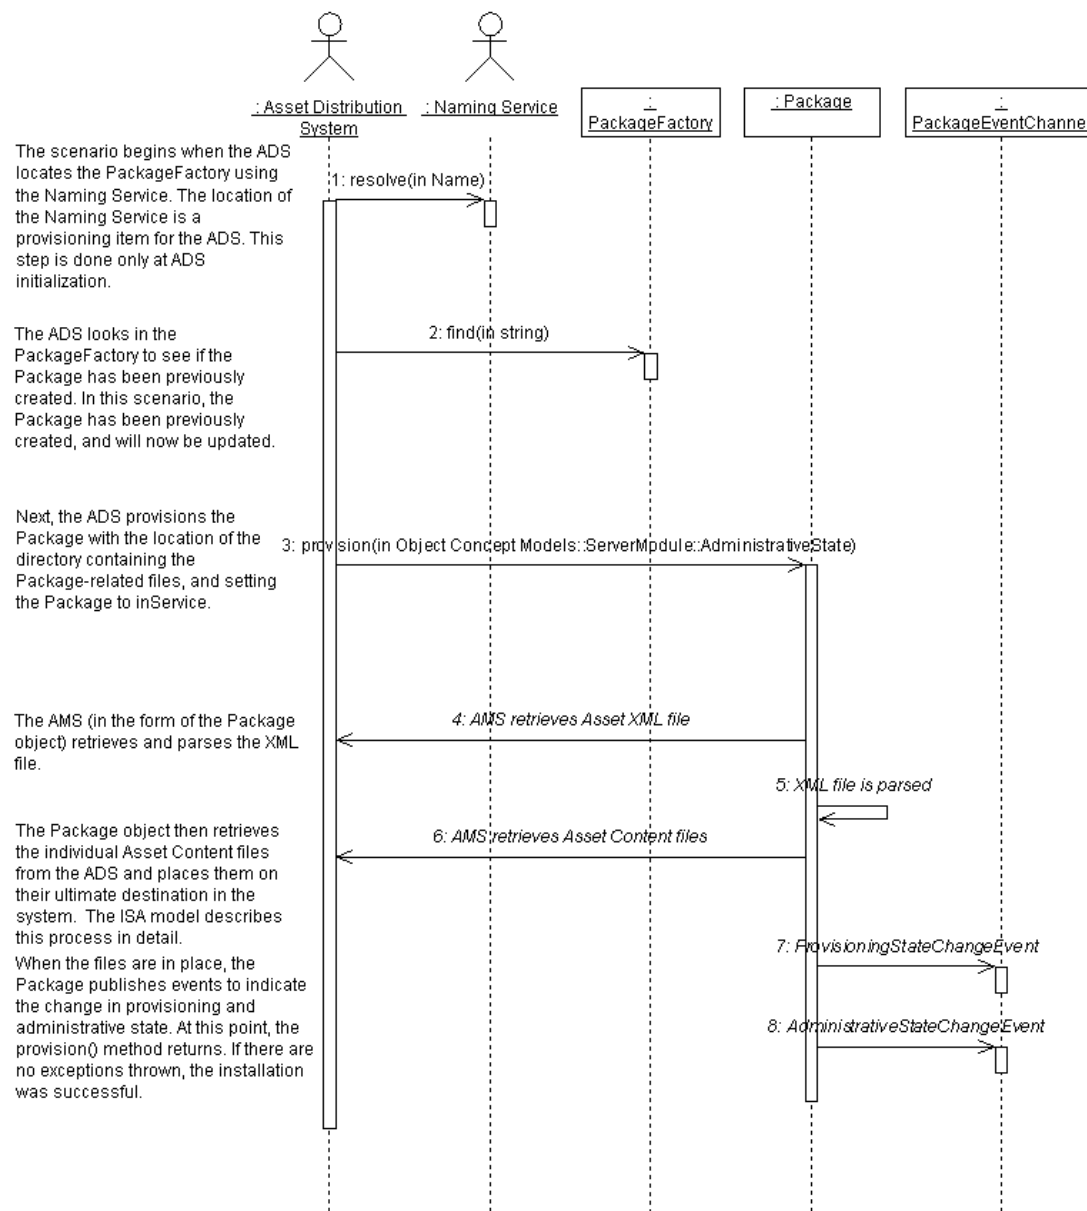 : Asset Distribution
System
: Naming Service
:
PackageFactory
: Package
:
PackageEventChanne
The scenario begins when the ADS
locates the PackageFactory using
the Naming Service. The location of
the Naming Service is a
provisioning item for the ADS. This
step is done only at ADS
initialization.
1: resolve(in Name)
The ADS looks in the
PackageFactory to see if the
Package has been previously
created. In this scenario, the
Package has been previously
created, and will now be updated.
2: find(in string)
Next, the ADS provisions the
Package with the location of the
directory containing the
Package-related files, and setting
the Package to inService.
3: provision(in Object Concept Models::ServerModule::AdministrativeState)
The AMS (in the form of the Package
object) retrieves and parses the XML
file.
4: AMS retrieves Asset XML file
5: XML file is parsed
The Package object then retrieves
the individual Asset Content files
from the ADS and places them on
their ultimate destination in the
system.  The ISA model describes
this process in detail.
6: AMS retrieves Asset Content files
When the files are in place, the
Package publishes events to indicate
the change in provisioning and
administrative state. At this point, the
provision() method returns. If there are
no exceptions thrown, the installation
was successful.
7: ProvisioningStateChangeEvent
8: AdministrativeStateChangeEvent